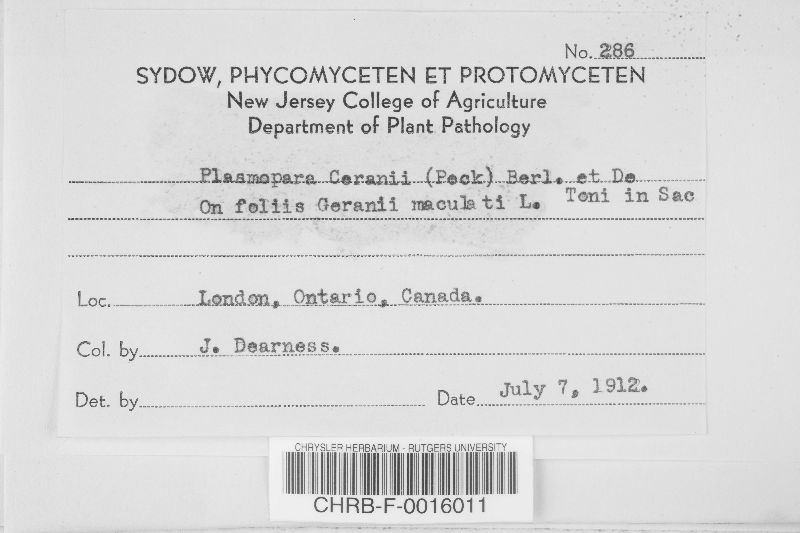 No. 286
SYDOW, PHYCOMYCETEN ET PROTOMYCETEN
New Jersey College of Agriculture
Department of Plant Pathology
Plasmopara Ceranii (Peck) Berl. et De
On foliis Geranii maculati L. Toni in Sac
Loc. London, Ontario, Canada.
Col. by J. Dearness.
Det. by Date July 7, 1912.
CHRYSLER HERBARIUM - RUTGERS UNIVERSITY
CHRB-F-0016011